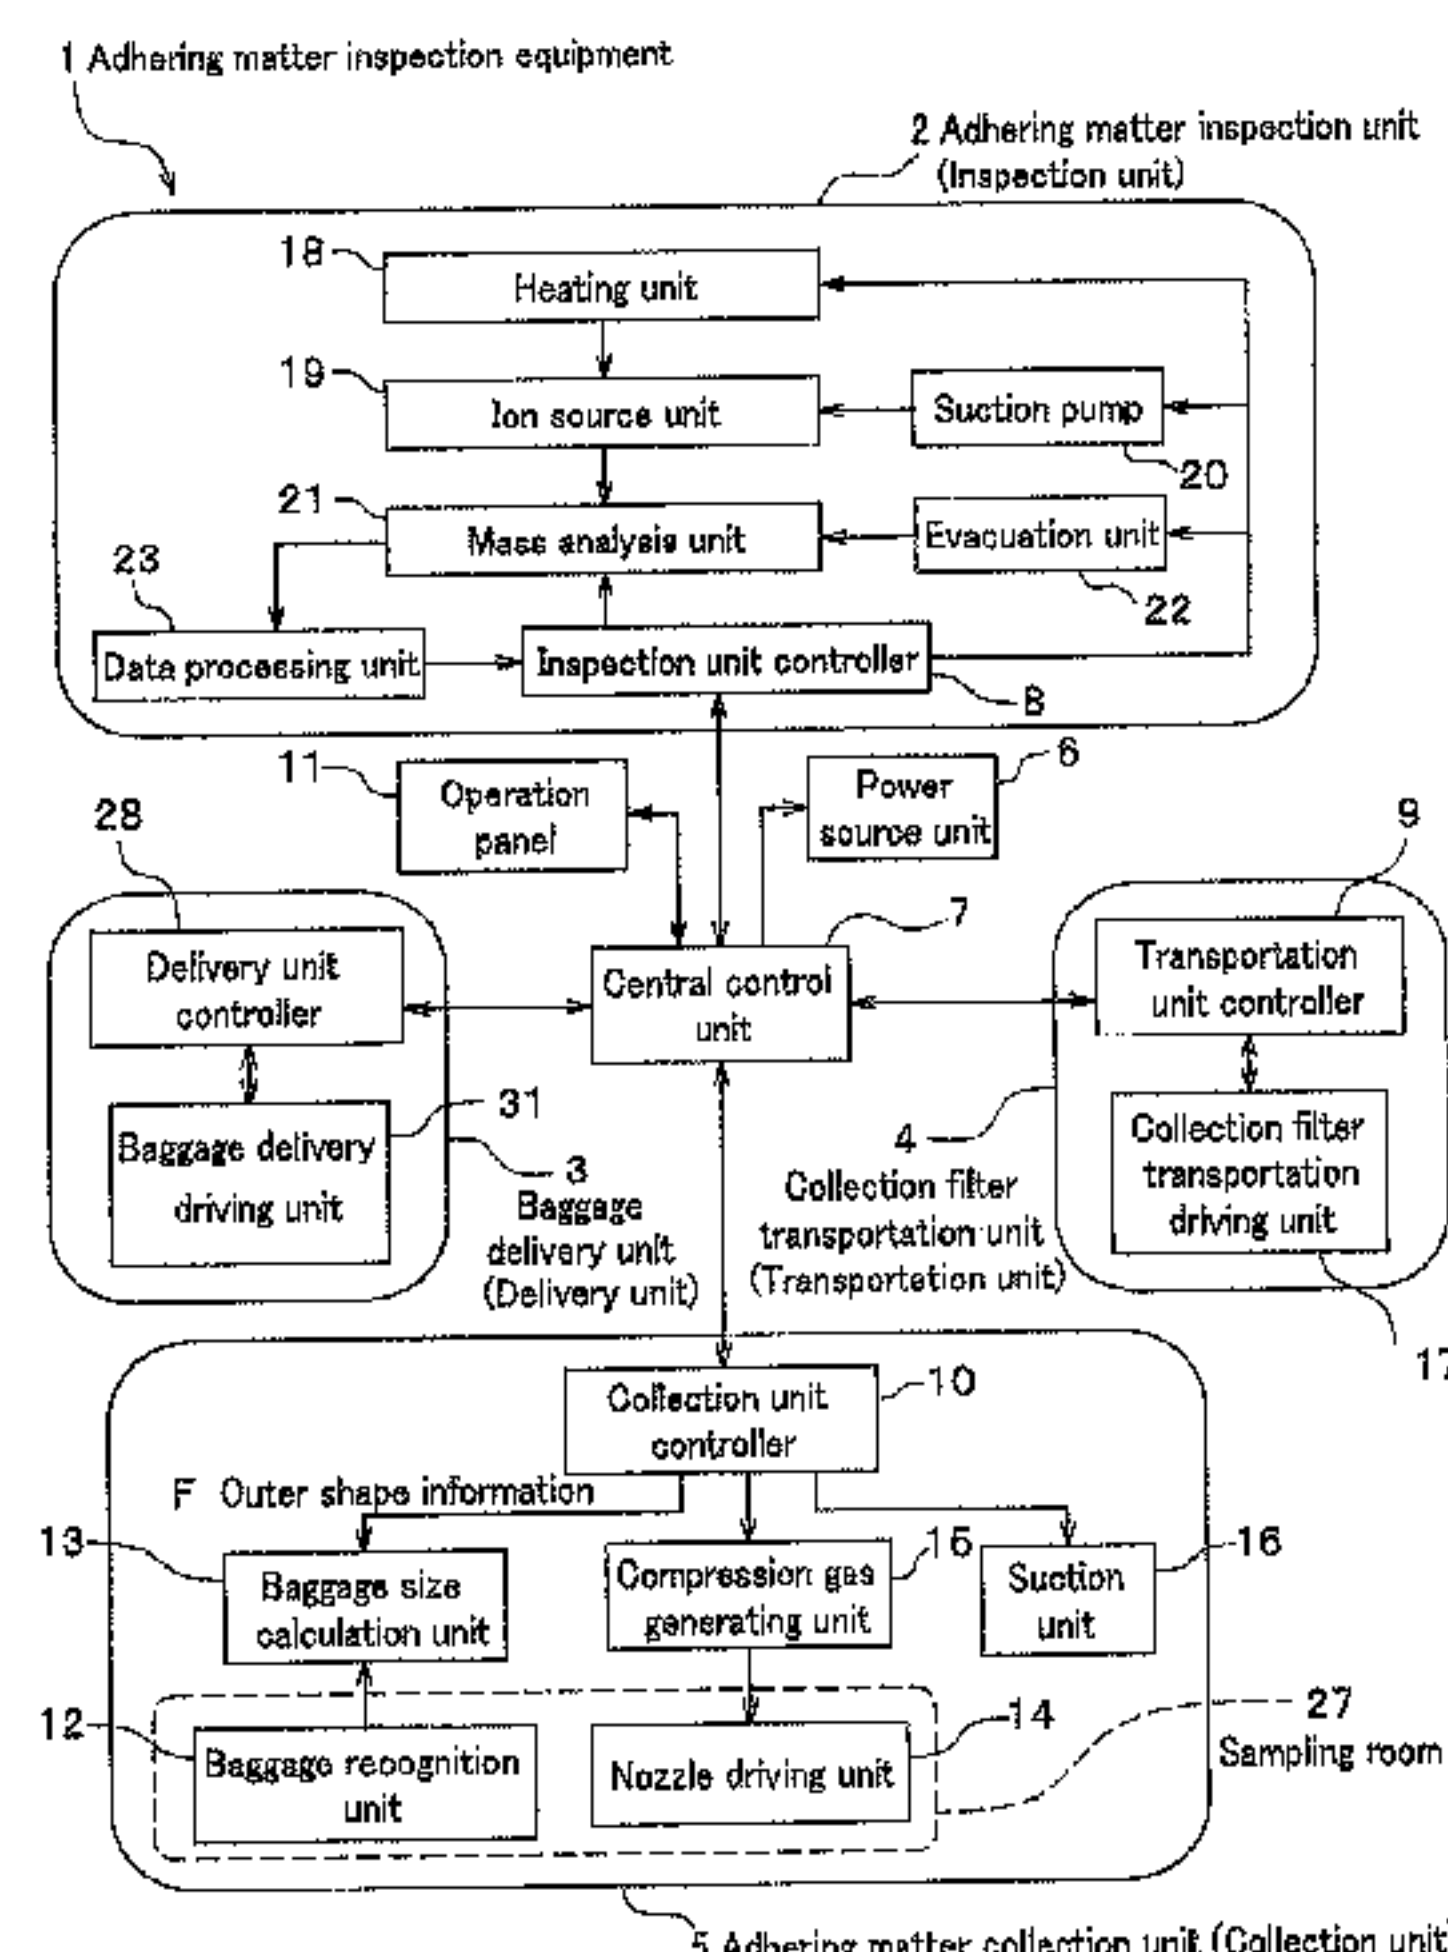 1 Adhering matter inspection equipment
2 Adhering matter inspection unit
(Inspection unit)
18
Heating unit
19
Ion source unit
Suction pump
20
21
Mass analysis unit
Evacuation unit
22
23
Data processing unit
Inspection unit controller
8
11
Operation
panel
Power
source unit
6
28
Delivery unit
controller
7
Central control
unit
9
Transportation
unit controller
31
Baggage delivery
driving unit
3
Baggage
delivery unit
(Delivery unit)
4
Collection filter
transportation unit
(Transportation unit)
Collection filter
transportation
driving unit
17
Collection unit
controller
10
F Outer shape information
13
Baggage size
calculation unit
Compression gas
generating unit
15
Suction
unit
16
12
Baggage recognition
unit
Nozzle driving unit
14
27
Sampling room
5 Adhering matter collection unit (Collection unit